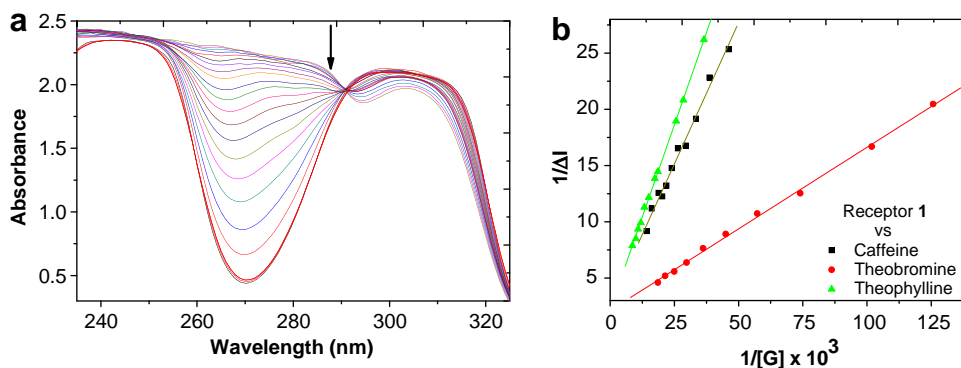 a
2.5
2.0
1.5
1.0
0.5
Absorbance
240 260 280 300 320
Wavelength (nm)
b
25
20
15
10
5
1/ΔI
0 25 50 75 100 125
1/[G] x 10³
Receptor 1
vs
Caffeine
Theobromine
Theophylline